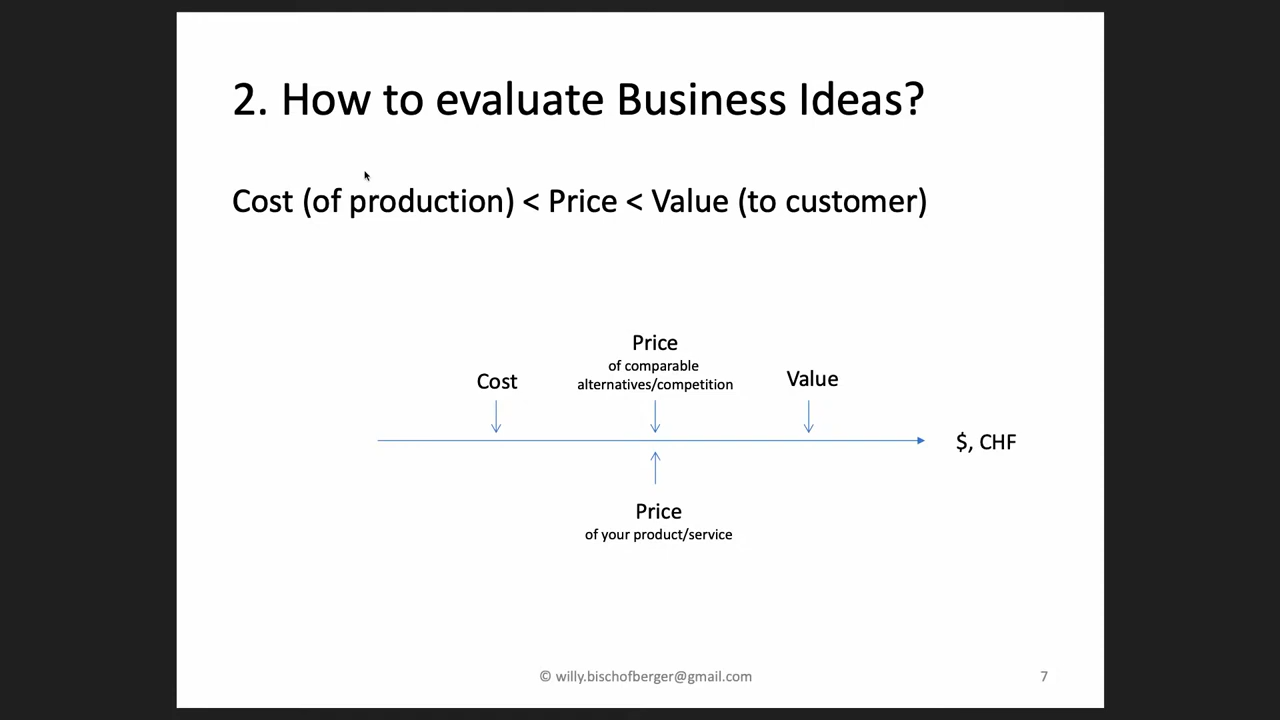 2. How to evaluate Business Ideas?
Cost (of production) < Price < Value (to customer)
Price
of comparable
alternatives/competition
Cost
Value
$, CHF
Price
of your product/service
© willy.bischofberger@gmail.com
7